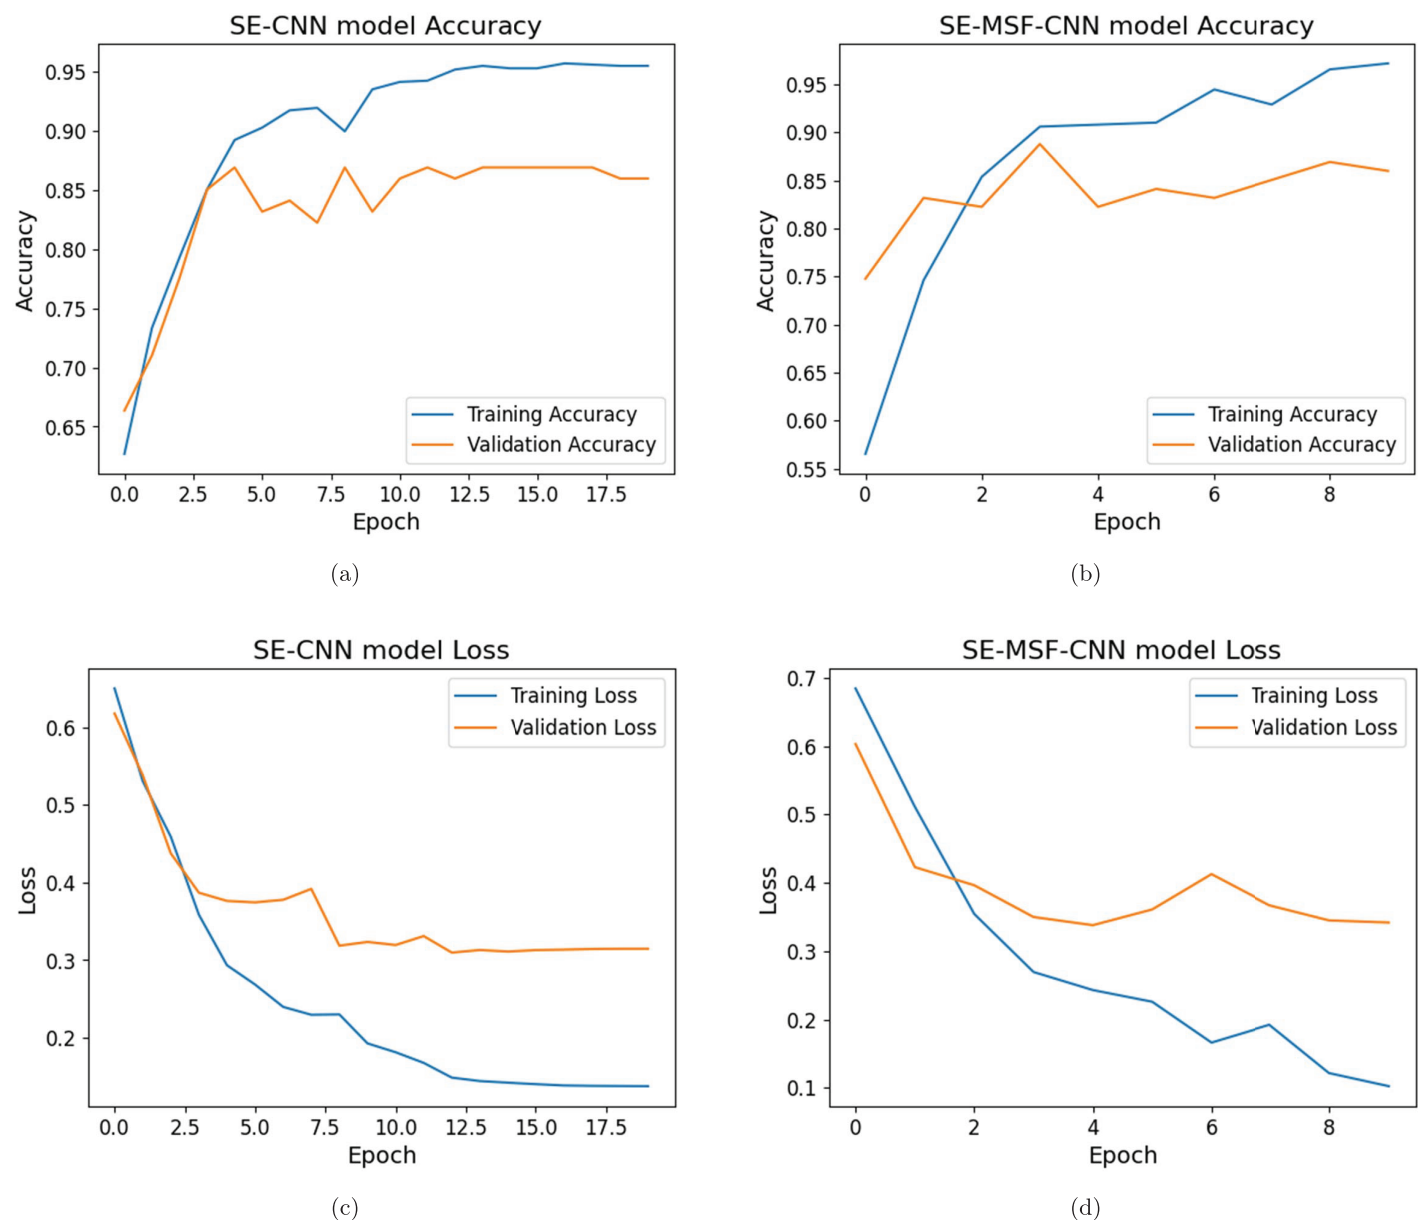 SE-CNN model Accuracy
0.95
0.90
0.85
0.80
0.75
0.70
0.65
Accuracy
Training Accuracy
Validation Accuracy
0.0 2.5 5.0 7.5 10.0 12.5 15.0 17.5
Epoch
(a)
SE-MSF-CNN model Accuracy
0.95
0.90
0.85
0.80
0.75
0.70
0.65
0.60
0.55
Accuracy
Training Accuracy
Validation Accuracy
0 2 4 6 8
Epoch
(b)
SE-CNN model Loss
0.6
0.5
0.4
0.3
0.2
Loss
Training Loss
Validation Loss
0.0 2.5 5.0 7.5 10.0 12.5 15.0 17.5
Epoch
(c)
SE-MSF-CNN model Loss
0.7
0.6
0.5
0.4
0.3
0.2
0.1
Loss
Training Loss
Validation Loss
0 2 4 6 8
Epoch
(d)